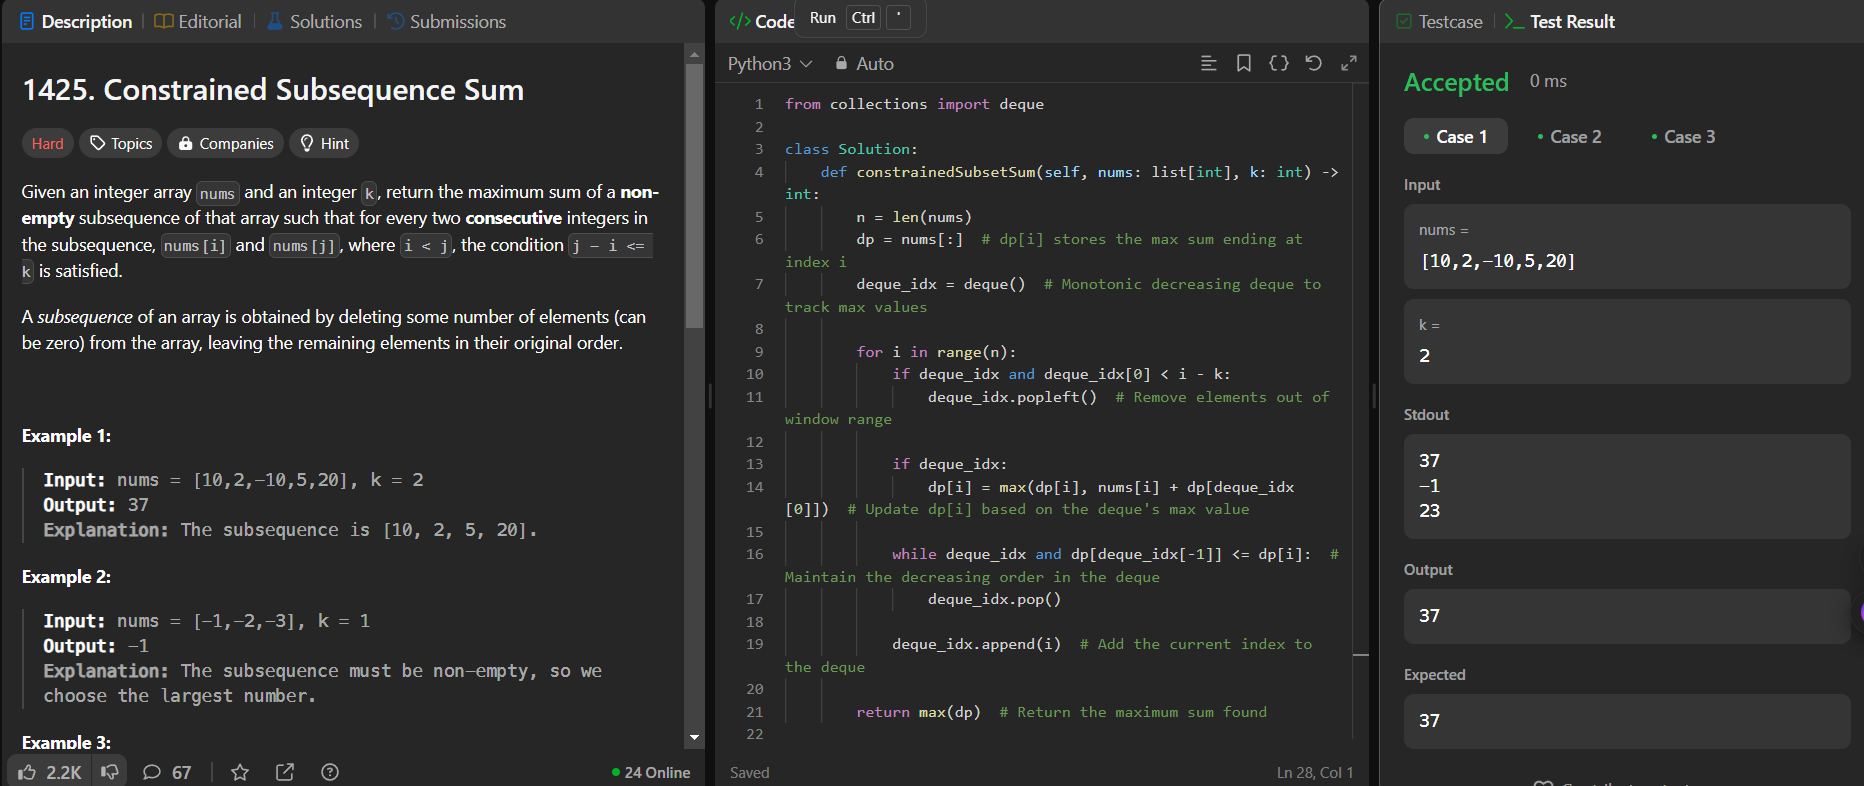 Description
Editorial
Solutions
Submissions
1425. Constrained Subsequence Sum
Hard
Topics
Companies
Hint
Given an integer array nums and an integer k, return the maximum sum of a non-
empty subsequence of that array such that for every two consecutive integers in
the subsequence, nums[i] and nums[j], where i < j, the condition j - i <=
k is satisfied.
A subsequence of an array is obtained by deleting some number of elements (can
be zero) from the array, leaving the remaining elements in their original order.
Example 1:
Input: nums = [10,2,-10,5,20], k = 2
Output: 37
Explanation: The subsequence is [10, 2, 5, 20].
Example 2:
Input: nums = [-1,-2,-3], k = 1
Output: -1
Explanation: The subsequence must be non-empty, so we
choose the largest number.
Example 3:
2.2K
67
24 Online
</> Code
Run Ctrl '
Python3
Auto
1 from collections import deque
2
3 class Solution:
4 def constrainedSubsetSum(self, nums: list[int], k: int) ->
int:
5 n = len(nums)
6 dp = nums[:] # dp[i] stores the max sum ending at
index i
7 deque_idx = deque() # Monotonic decreasing deque to
track max values
8
9 for i in range(n):
10 if deque_idx and deque_idx[0] < i - k:
11 deque_idx.popleft() # Remove elements out of
window range
12
13 if deque_idx:
14 dp[i] = max(dp[i], nums[i] + dp[deque_idx
[0]]) # Update dp[i] based on the deque's max value
15
16 while deque_idx and dp[deque_idx[-1]] <= dp[i]: #
Maintain the decreasing order in the deque
17 deque_idx.pop()
18
19 deque_idx.append(i) # Add the current index to
the deque
20
21 return max(dp) # Return the maximum sum found
22
Saved
Ln 28, Col 1
Testcase
>_ Test Result
Accepted 0 ms
Case 1
Case 2
Case 3
Input
nums =
[10,2,-10,5,20]
k =
2
Stdout
37
-1
23
Output
37
Expected
37